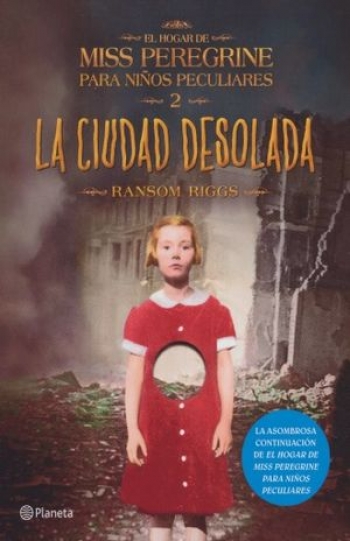 EL HOGAR DE
MISS PEREGRINE
PARA NIÑOS PECULIARES
2
LA CIUDAD DESOLADA
RANSOM RIGGS
LA ASOMBROSA
CONTINUACIÓN
DE EL HOGAR DE
MISS PEREGRINE
PARA NIÑOS
PECULIARES
Planeta